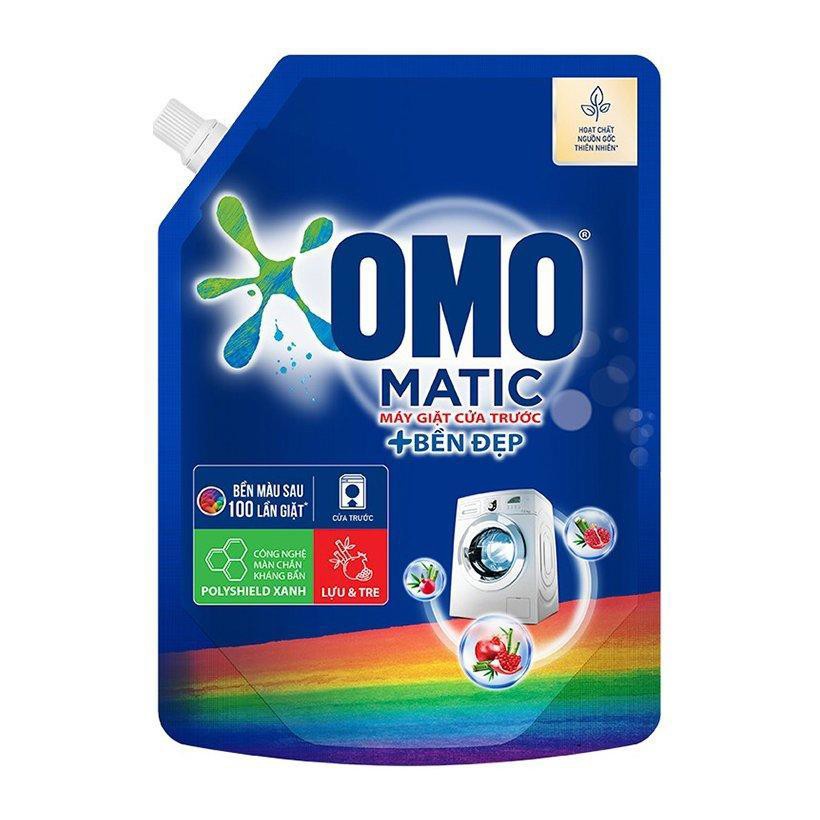 HOẠT CHẤT
NGUỒN GỐC
THIÊN NHIÊN*
OMO®
MATIC
MÁY GIẶT CỬA TRƯỚC
+BỀN ĐẸP
BỀN MÀU SAU
100 LẦN GIẶT*
CỬA TRƯỚC
CÔNG NGHỆ
MÀN CHẮN
KHÁNG BẨN
POLYSHIELD XANH
LỰU & TRE